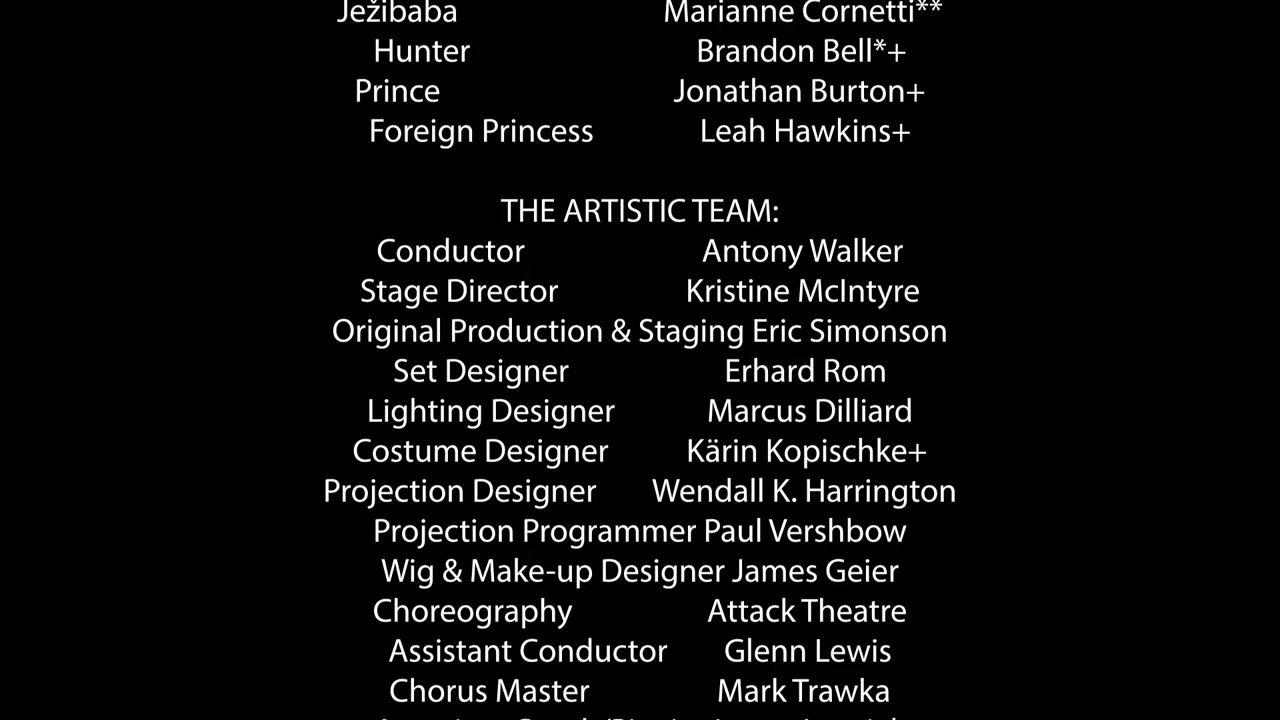 Ježibaba Marianne Cornetti**
Hunter Brandon Bell*+
Prince Jonathan Burton+
Foreign Princess Leah Hawkins+
THE ARTISTIC TEAM:
Conductor Antony Walker
Stage Director Kristine McIntyre
Original Production & Staging Eric Simonson
Set Designer Erhard Rom
Lighting Designer Marcus Dilliard
Costume Designer Kärin Kopischke+
Projection Designer Wendall K. Harrington
Projection Programmer Paul Vershbow
Wig & Make-up Designer James Geier
Choreography Attack Theatre
Assistant Conductor Glenn Lewis
Chorus Master Mark Trawka